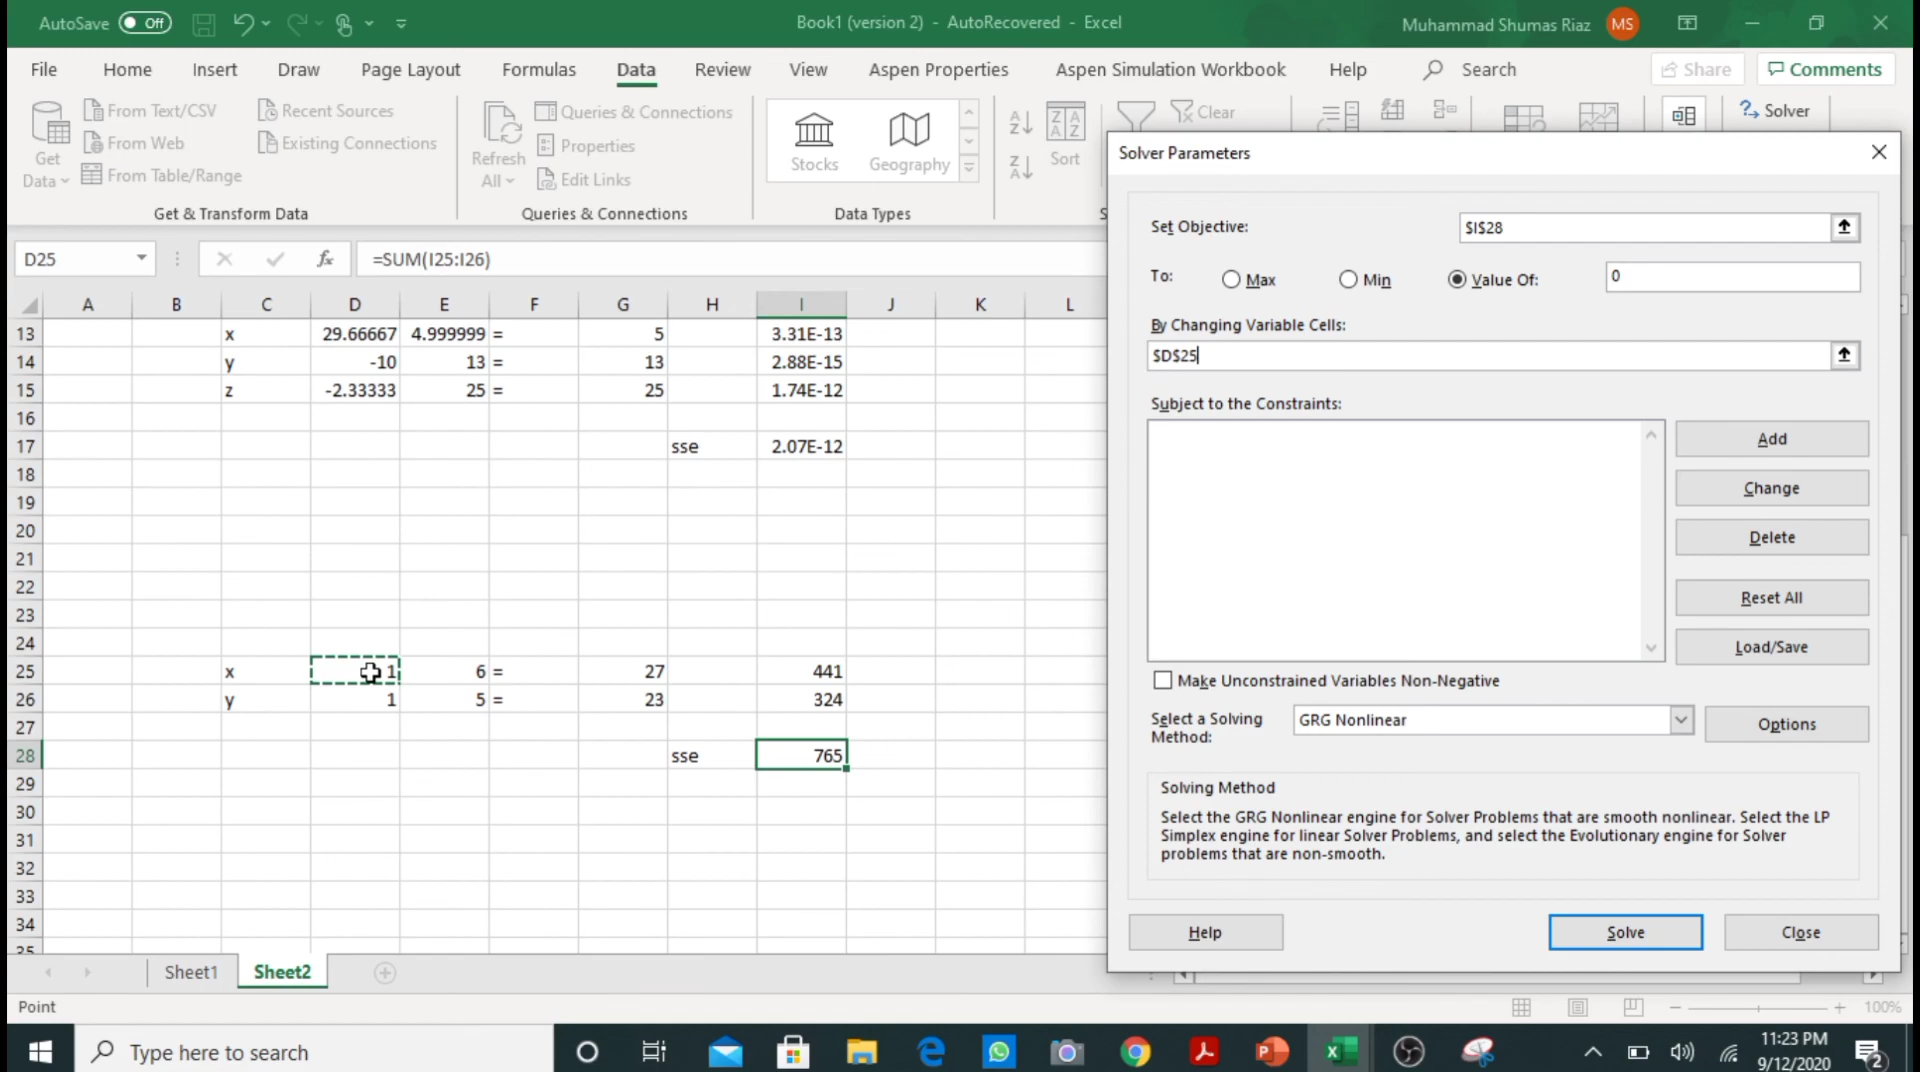 AutoSave Off
Book1 (version 2) - AutoRecovered - Excel
Muhammad Shumas Riaz MS
File Home Insert Draw Page Layout Formulas Data Review View Aspen Properties Aspen Simulation Workbook Help Search Share Comments
Get Data
From Text/CSV
From Web
From Table/Range
Recent Sources
Existing Connections
Get & Transform Data
Refresh All
Queries & Connections
Properties
Edit Links
Queries & Connections
Stocks
Geography
Data Types
Sort
Clear
Solver
D25
fx
=SUM(I25:I26)
A B C D E F G H I J K L
13 x 29.66667 4.999999 = 5 3.31E-13
14 y -10 13 = 13 2.88E-15
15 z -2.33333 25 = 25 1.74E-12
16
17 sse 2.07E-12
18
19
20
21
22
23
24
25 x 1 6 = 27 441
26 y 1 5 = 23 324
27
28 sse 765
29
30
31
32
33
34
35
Sheet1 Sheet2
Point
100%
Solver Parameters
Set Objective: $I$28
To: Max Min Value Of: 0
By Changing Variable Cells:
$D$25
Subject to the Constraints:
Add
Change
Delete
Reset All
Load/Save
Make Unconstrained Variables Non-Negative
Select a Solving Method: GRG Nonlinear Options
Solving Method
Select the GRG Nonlinear engine for Solver Problems that are smooth nonlinear. Select the LP
Simplex engine for linear Solver Problems, and select the Evolutionary engine for Solver
problems that are non-smooth.
Help Solve Close
Type here to search
11:23 PM
9/12/2020
2